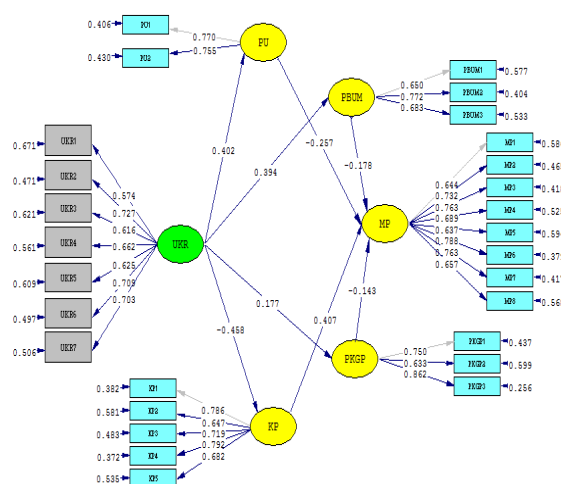 0.406 PU1 0.770 PU
0.430 PU2 0.755
PBUM 0.650 PBUM1 0.577
0.772 PBUM2 0.404
0.683 PBUM3 0.533
0.402 0.394 -0.257
-0.178
0.671 UKR1 0.574
0.471 UKR2 0.727
0.621 UKR3 0.616
0.561 UKR4 0.662 UKR
0.609 UKR5 0.625
0.497 UKR6 0.709
0.506 UKR7 0.703
MP 0.644 MP1
0.732 MP2
0.763 MP3
0.689 MP4
0.637 MP5
0.788 MP6
0.763 MP7
0.657 MP8
0.177 -0.143
-0.458 0.407
PKGP 0.750 PKGP1 0.437
0.633 PKGP2 0.599
0.862 PKGP3 0.256
0.382 KP1 0.786 KP
0.581 KP2 0.647
0.483 KP3 0.719
0.372 KP4 0.792
0.535 KP5 0.682